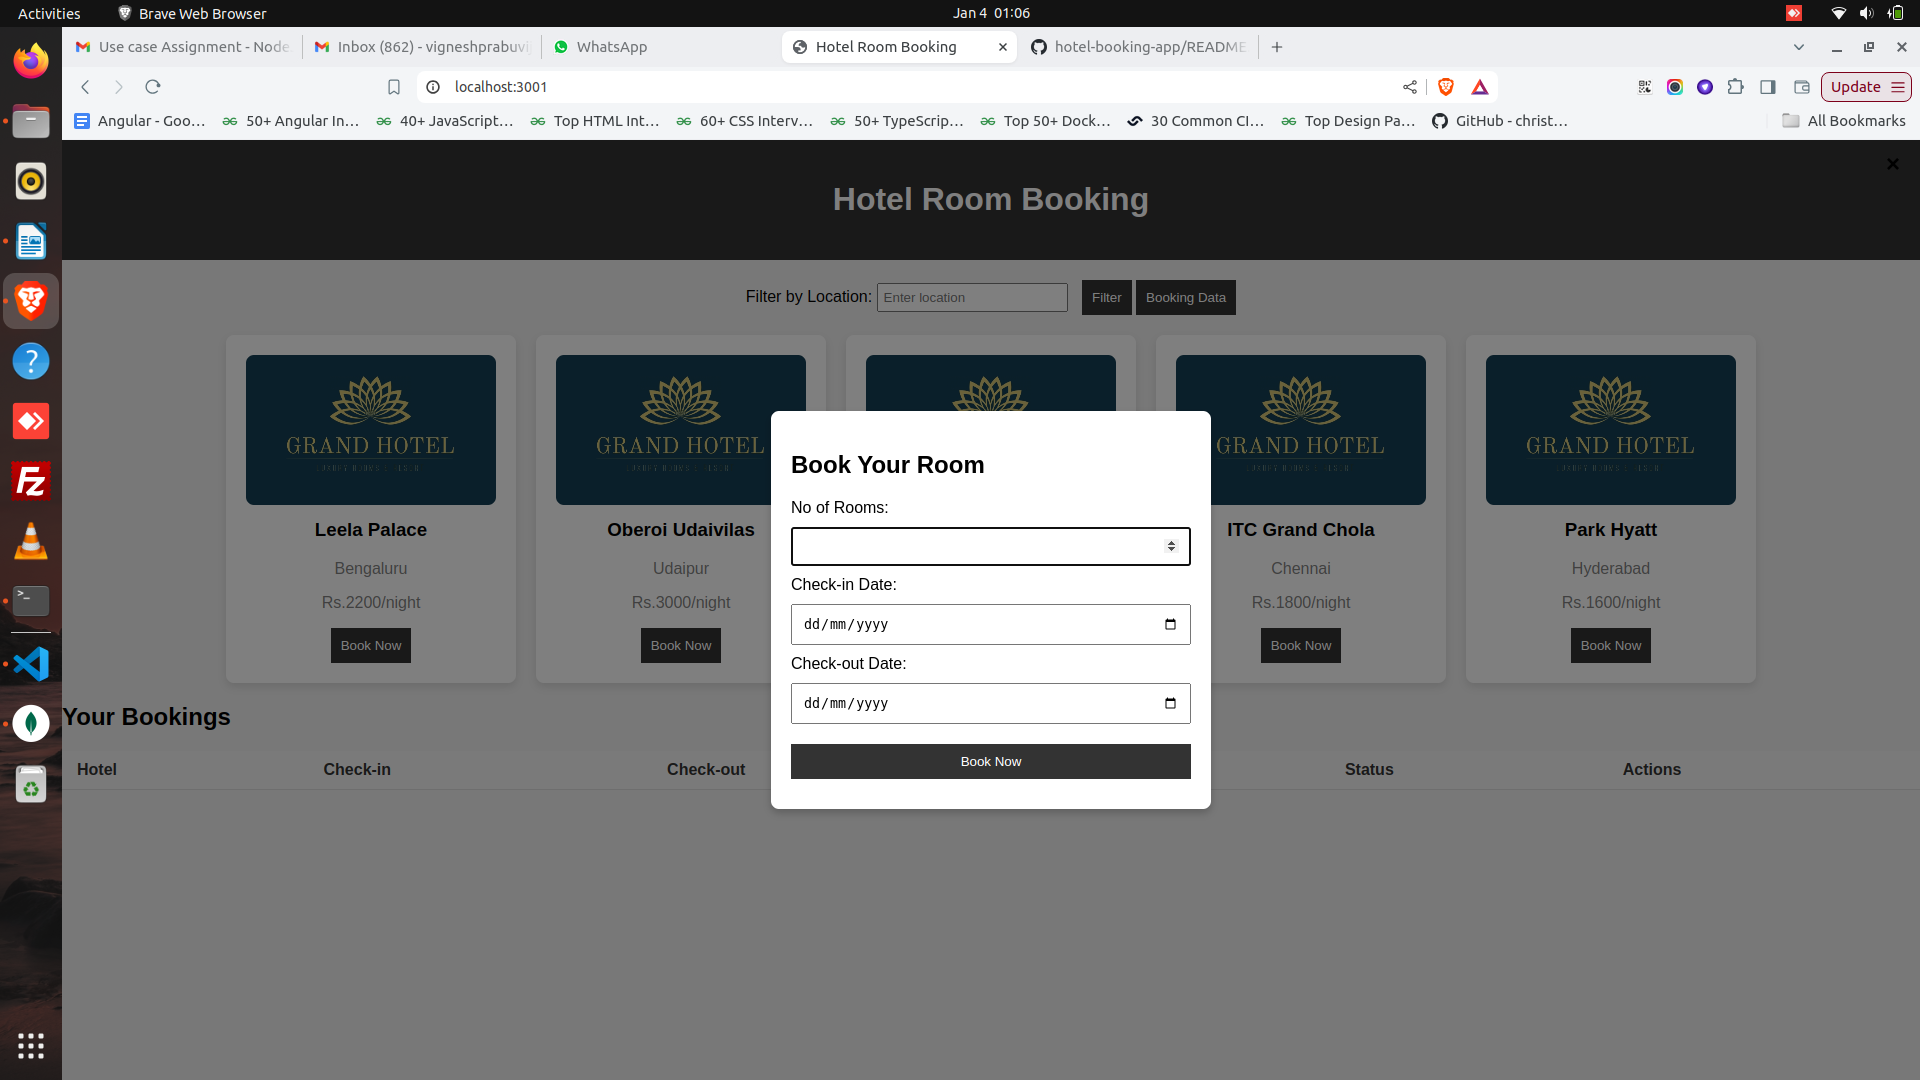 Activities
Brave Web Browser
Jan 4 01:06
Use case Assignment - Node.
Inbox (862) - vigneshprabuvi
WhatsApp
Hotel Room Booking
hotel-booking-app/README
localhost:3001
Update
Angular - Goo…
50+ Angular In…
40+ JavaScript…
Top HTML Int…
60+ CSS Interv…
50+ TypeScrip…
Top 50+ Dock…
30 Common CI…
Top Design Pa…
GitHub - christ…
All Bookmarks
Hotel Room Booking
Filter by Location:
Enter location
Filter
Booking Data
GRAND HOTEL
GRAND HOTEL
GRAND HOTEL
GRAND HOTEL
Leela Palace
Oberoi Udaivilas
ITC Grand Chola
Park Hyatt
Bengaluru
Udaipur
Chennai
Hyderabad
Rs.2200/night
Rs.3000/night
Rs.1800/night
Rs.1600/night
Book Now
Book Now
Book Now
Book Now
Book Your Room
No of Rooms:
Check-in Date:
dd/mm/yyyy
Check-out Date:
dd/mm/yyyy
Book Now
Your Bookings
Hotel
Check-in
Check-out
Status
Actions